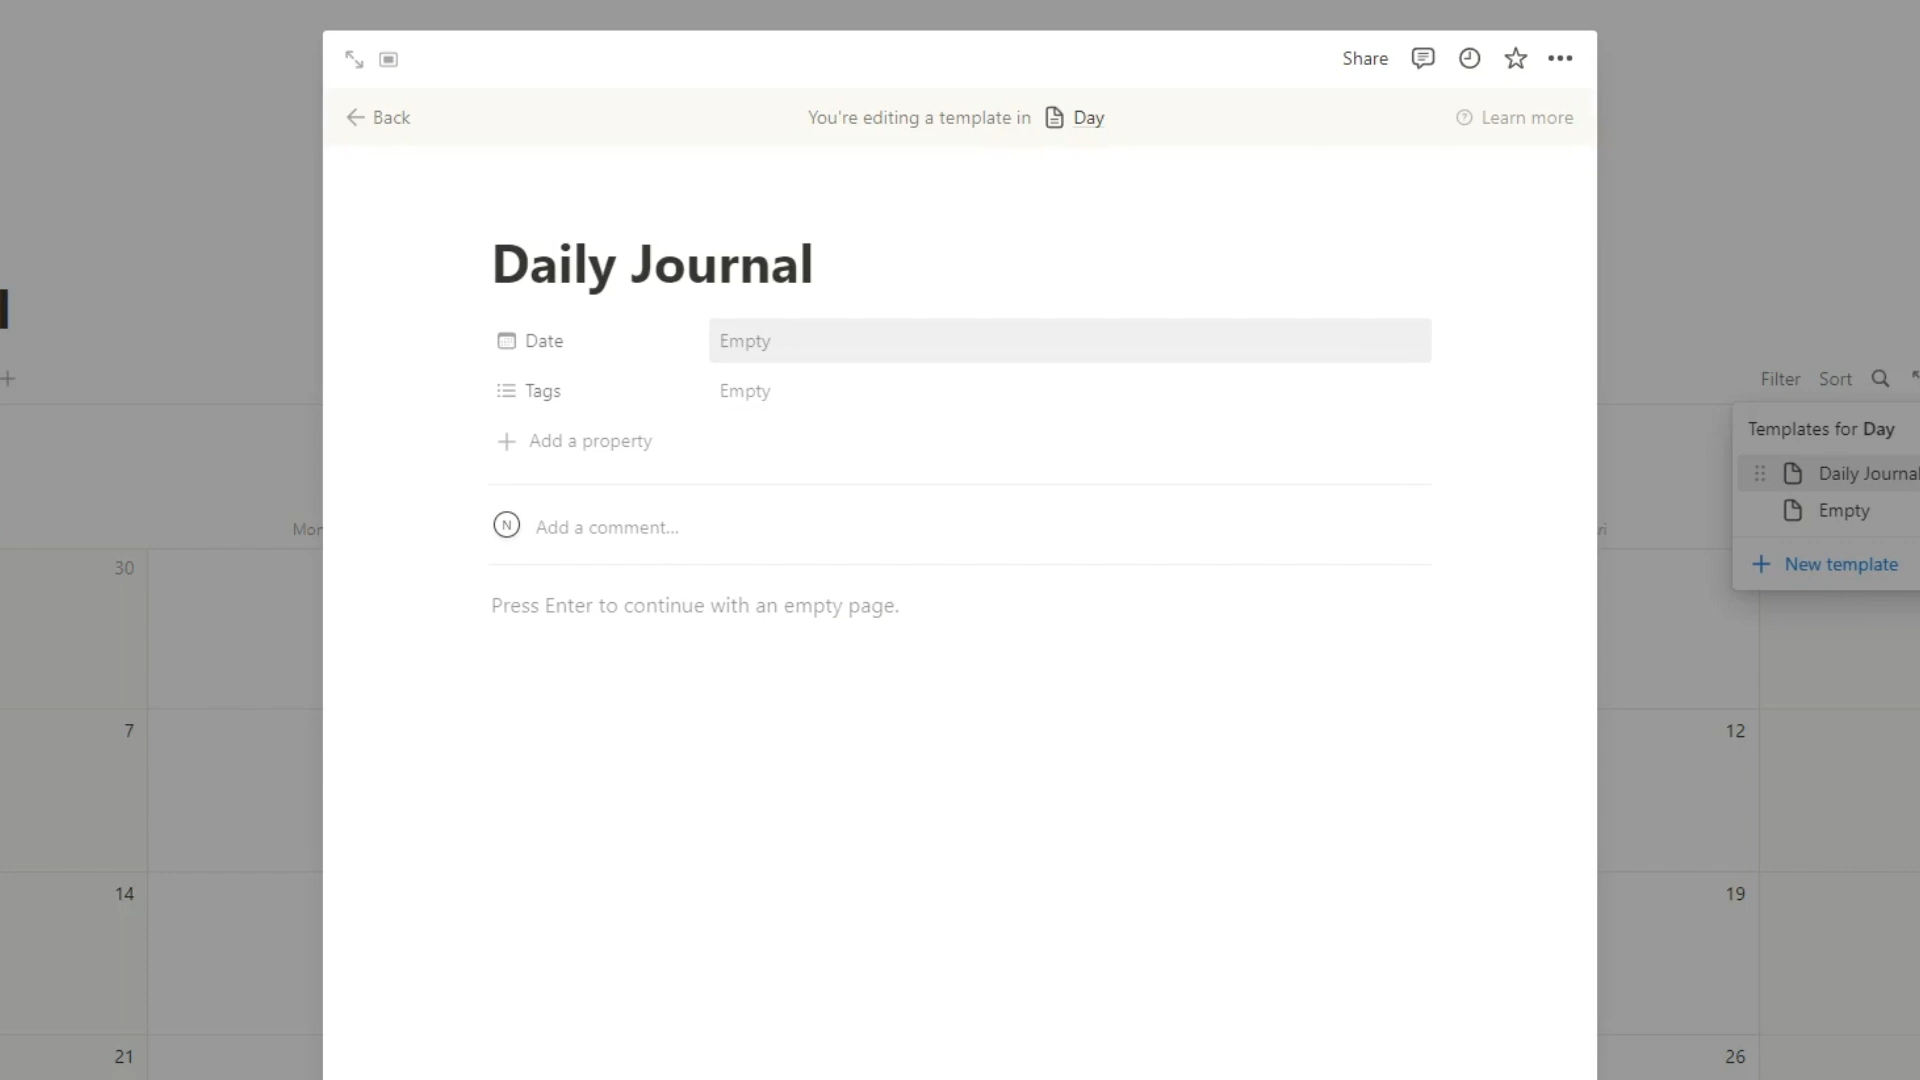 Share
Back
You're editing a template in Day
Learn more
Daily Journal
Date Empty
Tags Empty
Add a property
N Add a comment...
Press Enter to continue with an empty page.
Filter Sort
Templates for Day
Daily Journal
Empty
New template
Mon
30
7
12
14
19
21
26